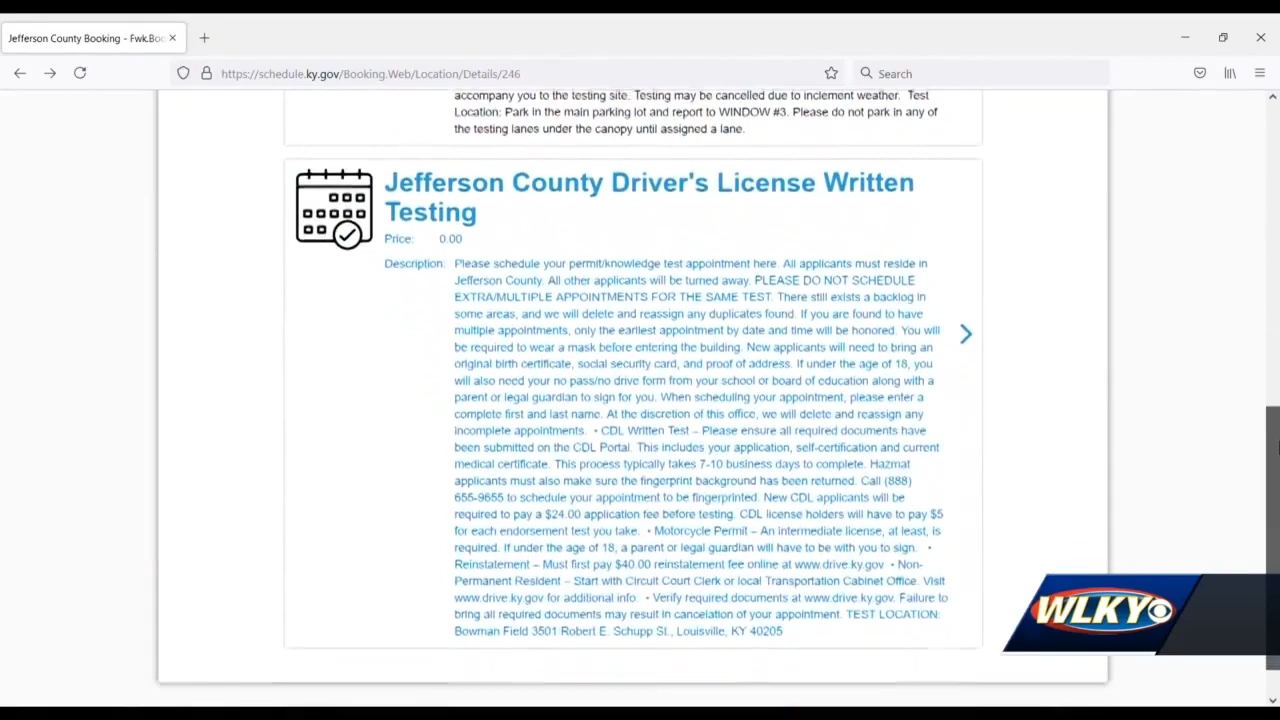 Jefferson County Booking - Fwk.Boo
https://schedule.ky.gov/Booking.Web/Location/Details/246
Search
accompany you to the testing site. Testing may be cancelled due to inclement weather. Test
Location: Park in the main parking lot and report to WINDOW #3. Please do not park in any of
the testing lanes under the canopy until assigned a lane.
Jefferson County Driver's License Written
Testing
Price: 0.00
Description: Please schedule your permit/knowledge test appointment here. All applicants must reside in
Jefferson County. All other applicants will be turned away. PLEASE DO NOT SCHEDULE
EXTRA/MULTIPLE APPOINTMENTS FOR THE SAME TEST. There still exists a backlog in
some areas, and we will delete and reassign any duplicates found. If you are found to have
multiple appointments, only the earliest appointment by date and time will be honored. You will
be required to wear a mask before entering the building. New applicants will need to bring an
original birth certificate, social security card, and proof of address. If under the age of 18, you
will also need your no pass/no drive form from your school or board of education along with a
parent or legal guardian to sign for you. When scheduling your appointment, please enter a
complete first and last name. At the discretion of this office, we will delete and reassign any
incomplete appointments. • CDL Written Test – Please ensure all required documents have
been submitted on the CDL Portal. This includes your application, self-certification and current
medical certificate. This process typically takes 7-10 business days to complete. Hazmat
applicants must also make sure the fingerprint background has been returned. Call (888)
655-9655 to schedule your appointment to be fingerprinted. New CDL applicants will be
required to pay a $24.00 application fee before testing. CDL license holders will have to pay $5
for each endorsement test you take. • Motorcycle Permit – An intermediate license, at least, is
required. If under the age of 18, a parent or legal guardian will have to be with you to sign. •
Reinstatement – Must first pay $40.00 reinstatement fee online at www.drive.ky.gov • Non-
Permanent Resident – Start with Circuit Court Clerk or local Transportation Cabinet Office. Visit
www.drive.ky.gov for additional info. • Verify required documents at www.drive.ky.gov. Failure to
bring all required documents may result in cancelation of your appointment. TEST LOCATION:
Bowman Field 3501 Robert E. Schupp St., Louisville, KY 40205
WLKY